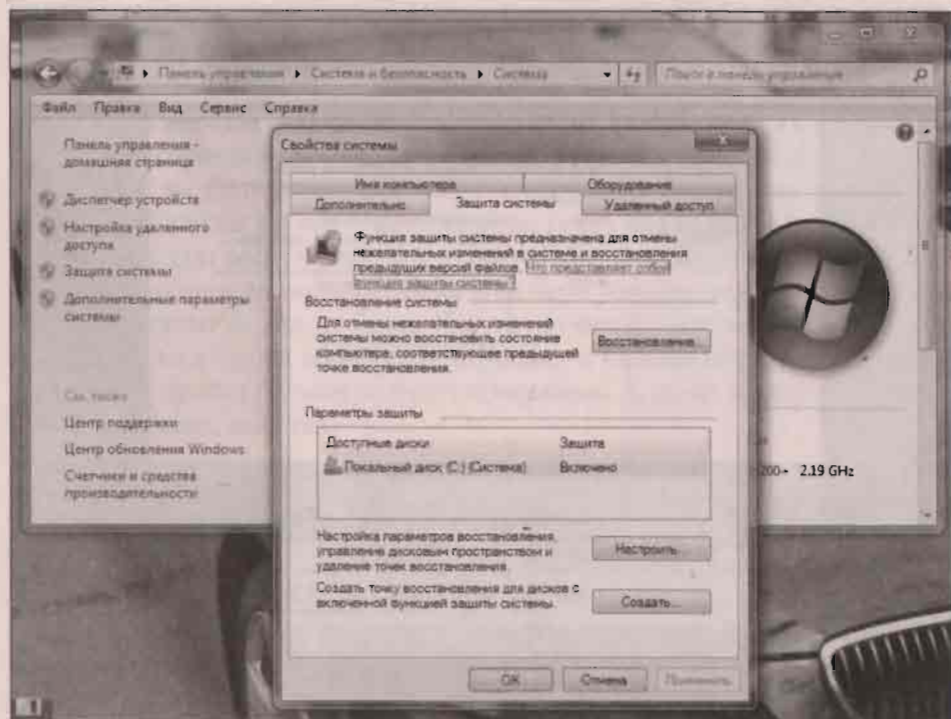 Панель управления ▸ Система и безопасность ▸ Система
Поиск в панели управления
Файл Правка Вид Сервис Справка
Панель управления -
домашняя страница
Диспетчер устройств
Настройка удаленного
доступа
Защита системы
Дополнительные параметры
системы
См. также
Центр поддержки
Центр обновления Windows
Счетчики и средства
производительности
200+ 2.19 GHz
Свойства системы
Имя компьютера
Оборудование
Дополнительно
Защита системы
Удаленный доступ
Функция защиты системы предназначена для отмены
нежелательных изменений в системе и восстановления
предыдущих версий файлов. Что представляет собой
функция защиты системы?
Восстановление системы
Для отмены нежелательных изменений
системы можно восстановить состояние
компьютера, соответствующее предыдущей
точке восстановления.
Восстановление...
Параметры защиты
Доступные диски Защита
Локальный диск (C:) (Система) Включено
Настройка параметров восстановления,
управление дисковым пространством и
удаление точек восстановления.
Настроить...
Создать точку восстановления для дисков с
включенной функцией защиты системы.
Создать...
ОК
Отмена
Применить